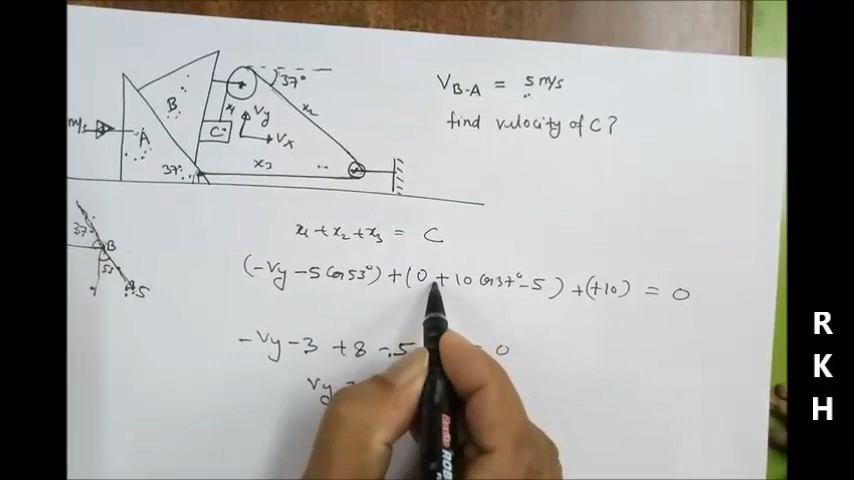 V_B-A = 5 m/s
find velocity of C?
37°
B
x₁
x₂
Vy
C
Vx
m/s
A
x₃
37°
x₁ + x₂ + x₃ = C
37°
B
53°
5
(-Vy - 5 cos 53°) + (0 + 10 cos 37° - 5) + (+10) = 0
-Vy - 3 + 8 - 5 = 0
Vy
R
K
H